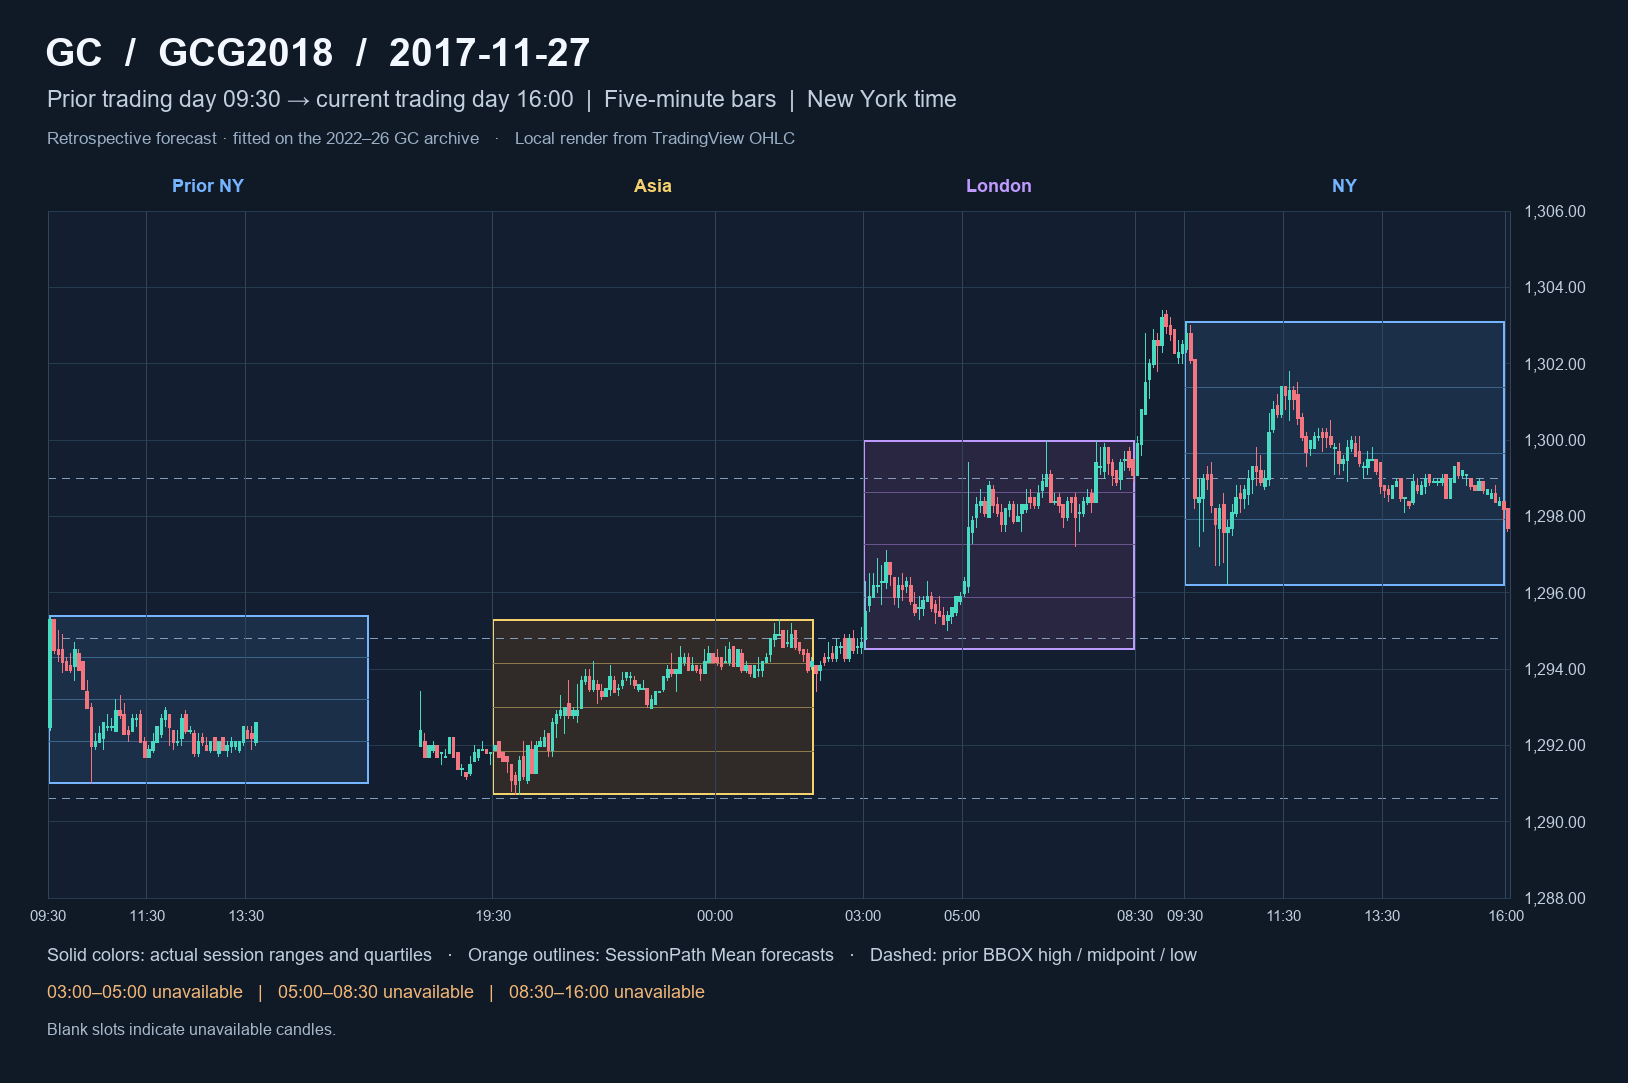 GC / GCG2018 / 2017-11-27
Prior trading day 09:30 → current trading day 16:00 | Five-minute bars | New York time
Retrospective forecast · fitted on the 2022–26 GC archive · Local render from TradingView OHLC
Prior NY Asia London NY
1,306.00
1,304.00
1,302.00
1,300.00
1,298.00
1,296.00
1,294.00
1,292.00
1,290.00
1,288.00
09:30 11:30 13:30 19:30 00:00 03:00 05:00 08:30 09:30 11:30 13:30 16:00
Solid colors: actual session ranges and quartiles · Orange outlines: SessionPath Mean forecasts · Dashed: prior BBOX high / midpoint / low
03:00–05:00 unavailable | 05:00–08:30 unavailable | 08:30–16:00 unavailable
Blank slots indicate unavailable candles.